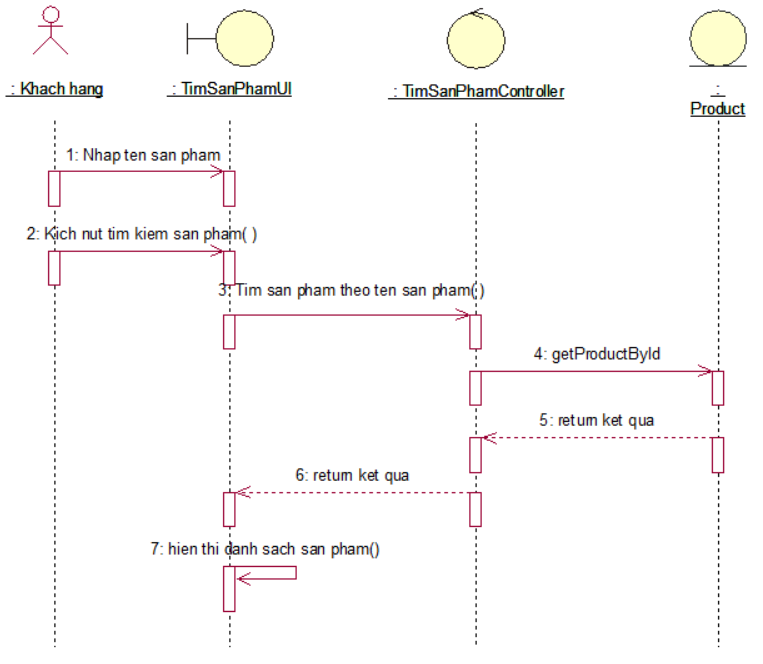 : Khach hang
: TimSanPhamUI
: TimSanPhamController
:
Product
1: Nhap ten san pham
2: Kich nut tim kiem san pham( )
3: Tim san pham theo ten san pham( )
4: getProductById
5: return ket qua
6: return ket qua
7: hien thi danh sach san pham()